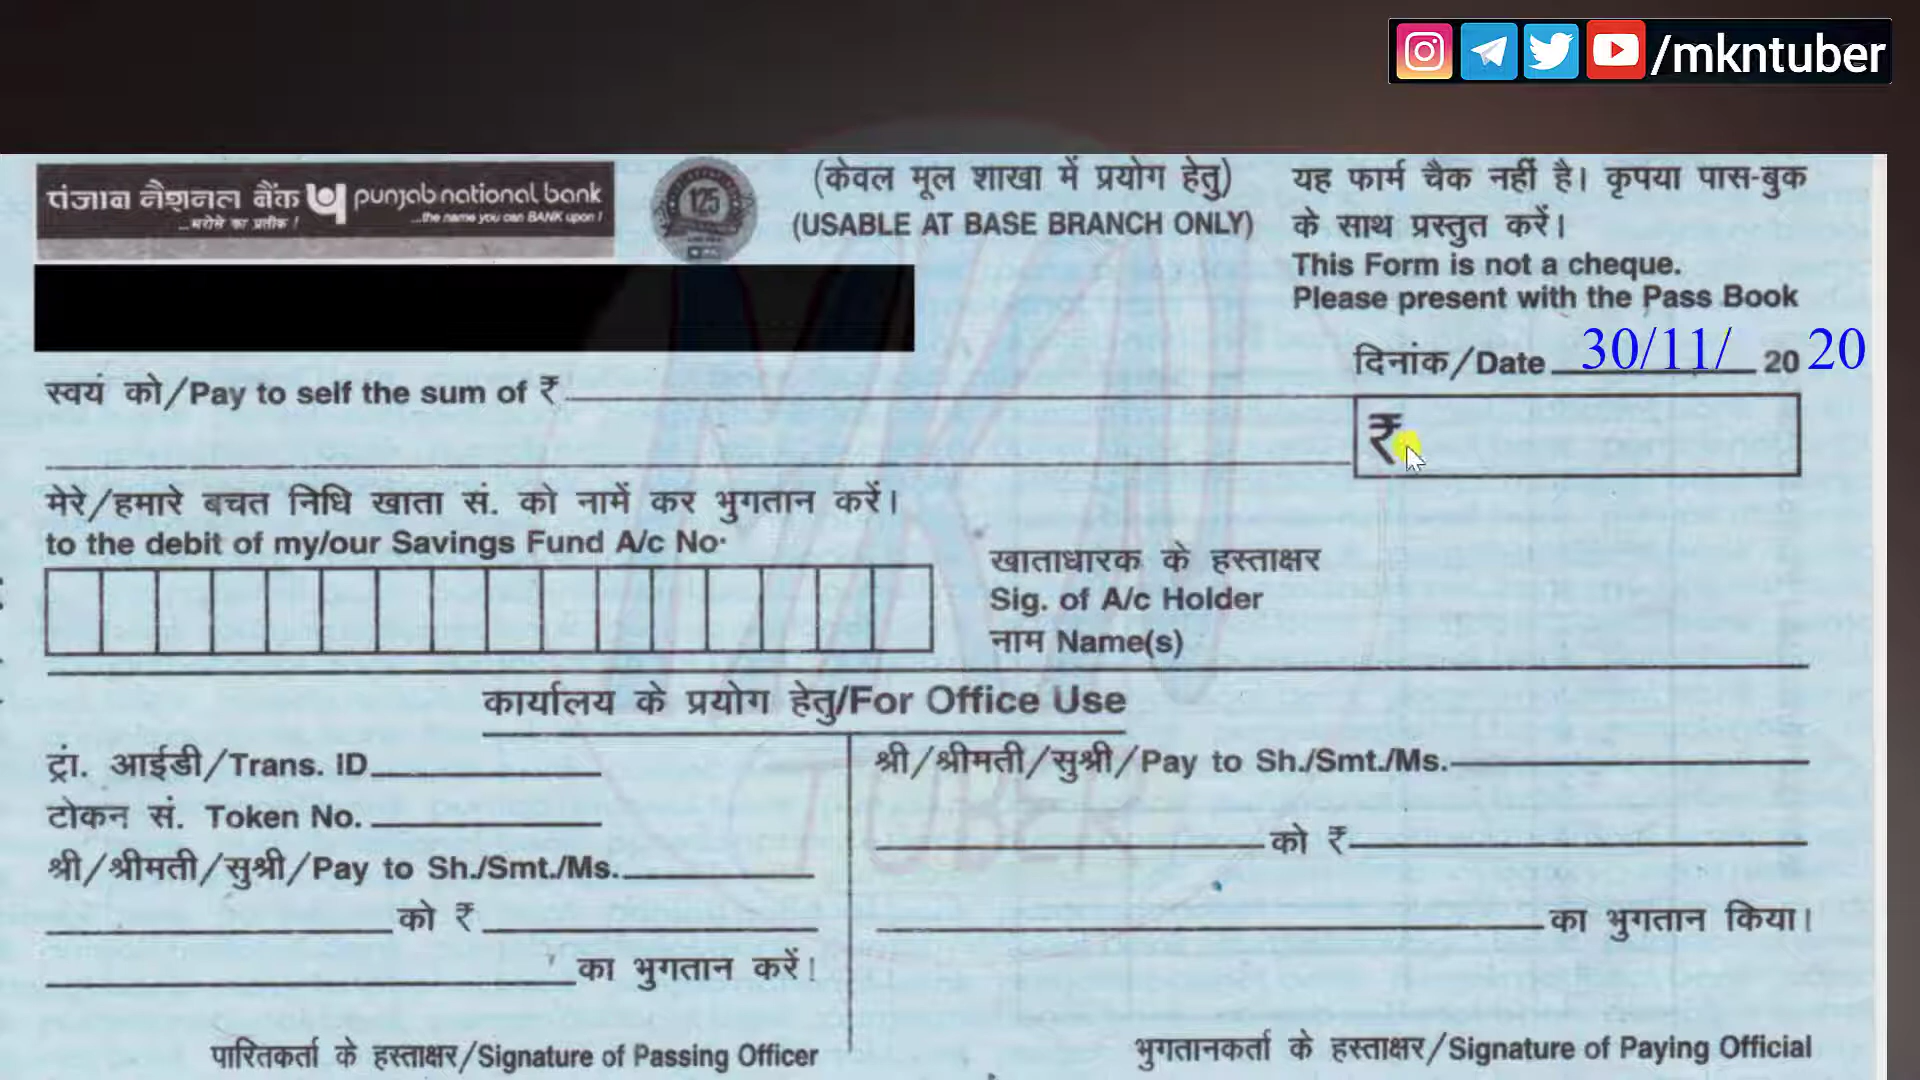 /mkntuber
पंजाब नैशनल बैंक punjab national bank
...भरोसे का प्रतीक ! ...the name you can BANK upon !
125
(केवल मूल शाखा में प्रयोग हेतु)
(USABLE AT BASE BRANCH ONLY)
यह फार्म चैक नहीं है। कृपया पास-बुक
के साथ प्रस्तुत करें।
This Form is not a cheque.
Please present with the Pass Book
दिनांक/Date 30/11/ 20 20
स्वयं को/Pay to self the sum of ₹
₹
मेरे/हमारे बचत निधि खाता सं. को नामें कर भुगतान करें।
to the debit of my/our Savings Fund A/c No.
खाताधारक के हस्ताक्षर
Sig. of A/c Holder
नाम Name(s)
कार्यालय के प्रयोग हेतु/For Office Use
ट्रां. आईडी/Trans. ID
टोकन सं. Token No.
श्री/श्रीमती/सुश्री/Pay to Sh./Smt./Ms.
को ₹
का भुगतान करें।
पारितकर्ता के हस्ताक्षर/Signature of Passing Officer
श्री/श्रीमती/सुश्री/Pay to Sh./Smt./Ms.
को ₹
का भुगतान किया।
भुगतानकर्ता के हस्ताक्षर/Signature of Paying Official
MKN
TUBER